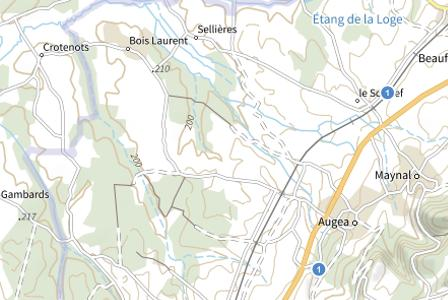 Étang de la Loge
Sellières
Bois Laurent
Crotenots
Beauf
.210
le S
ef
1
200
200
Gambards
Maynal
.217
Augea
1